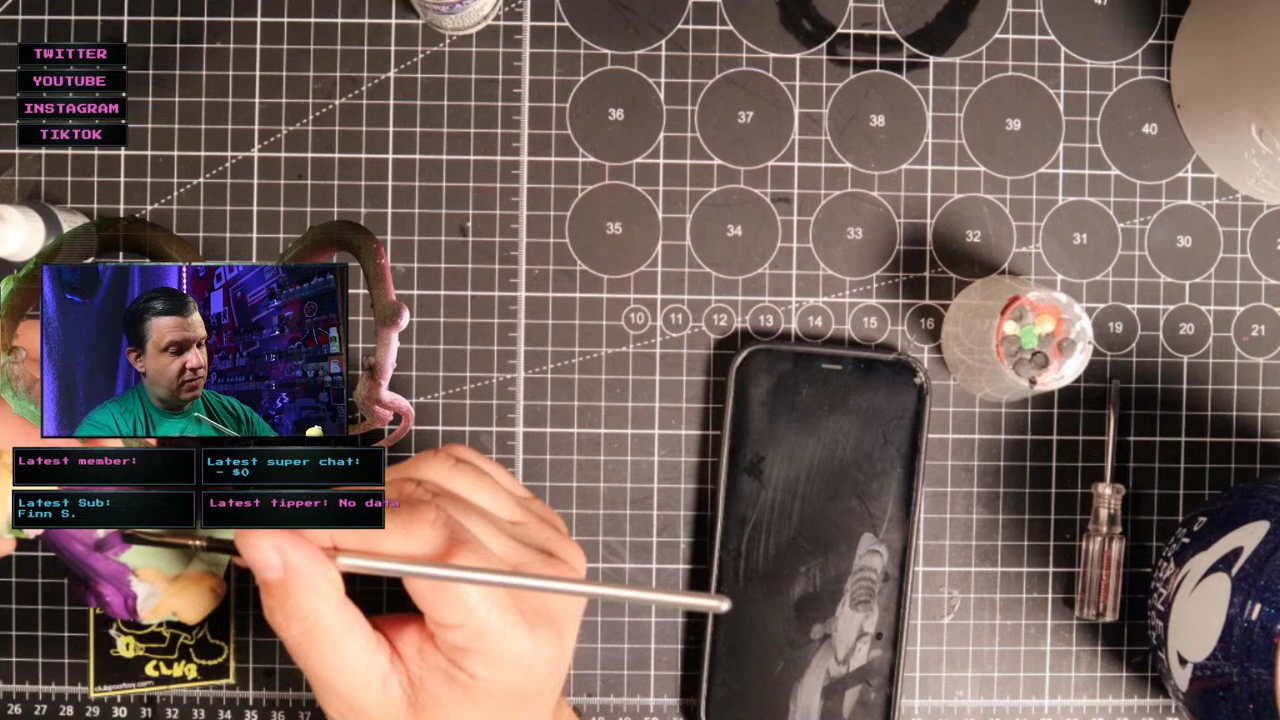 TWITTER
YOUTUBE
INSTAGRAM
TIKTOK
47
36 37 38 39 40
35 34 33 32 31 30
10 11 12 13 14 15 16 19 20 21
Latest member:
Latest super chat:
- $0
Latest Sub:
Finn S.
Latest tipper: No data
CLUB
26 27 28 29 30 31 32 33 34 35 36 37